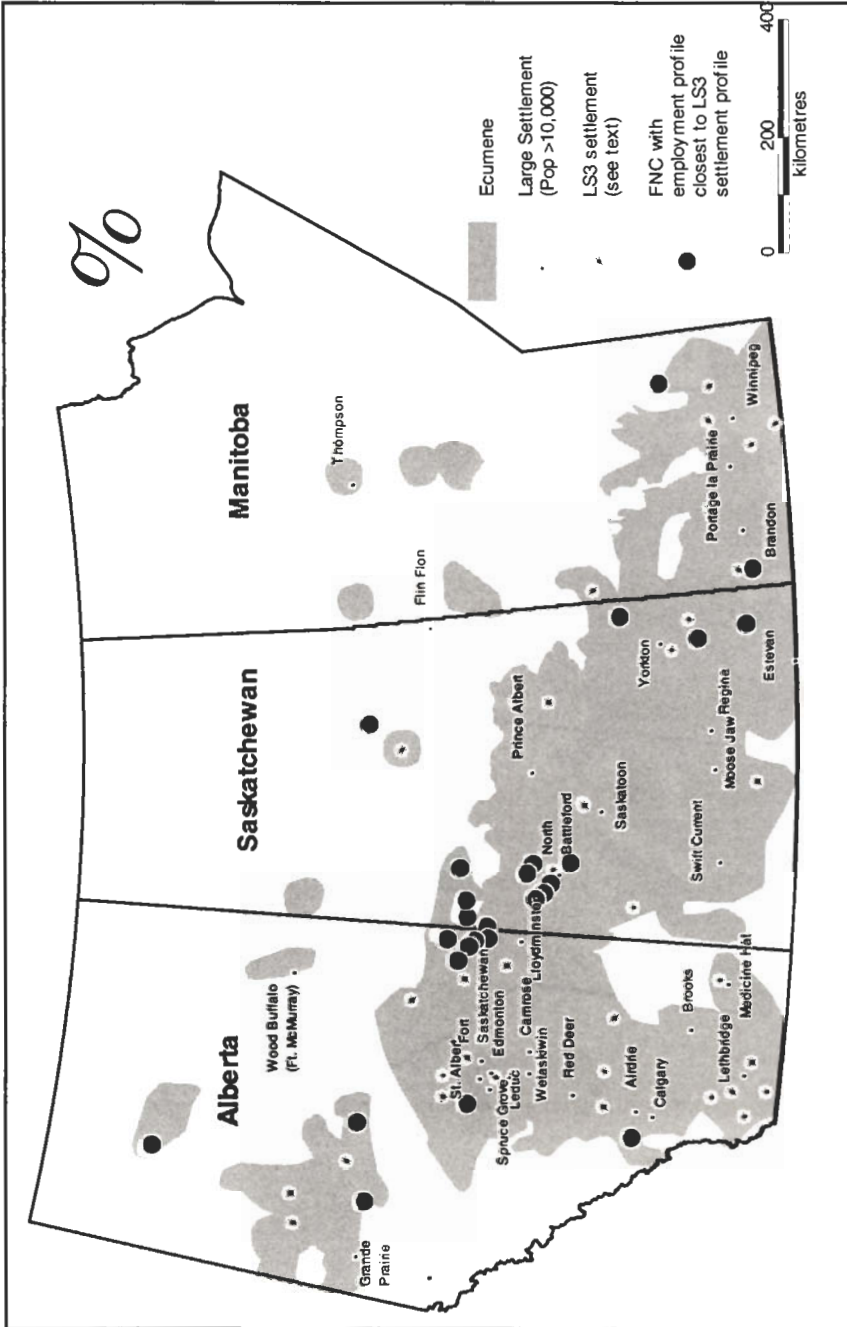 %
Alberta
Saskatchewan
Manitoba
Wood Buffalo
(Ft. McMurray)
Grande
Prairie
St. Albert
Fort
Saskatchewan
Edmonton
Spruce Grove
Leduc
Camrose
Wetaskiwin
Red Deer
Airdrie
Calgary
Brooks
Lethbridge
Medicine Hat
Lloydminster
North
Battleford
Prince Albert
Saskatoon
Swift Current
Moose Jaw
Regina
Yorkton
Estevan
Flin Flon
Thompson
Portage la Prairie
Brandon
Winnipeg
Ecumene
Large Settlement
(Pop >10,000)
LS3 settlement
(see text)
FNC with
employment profile
closest to LS3
settlement profile
0 200 400
kilometres